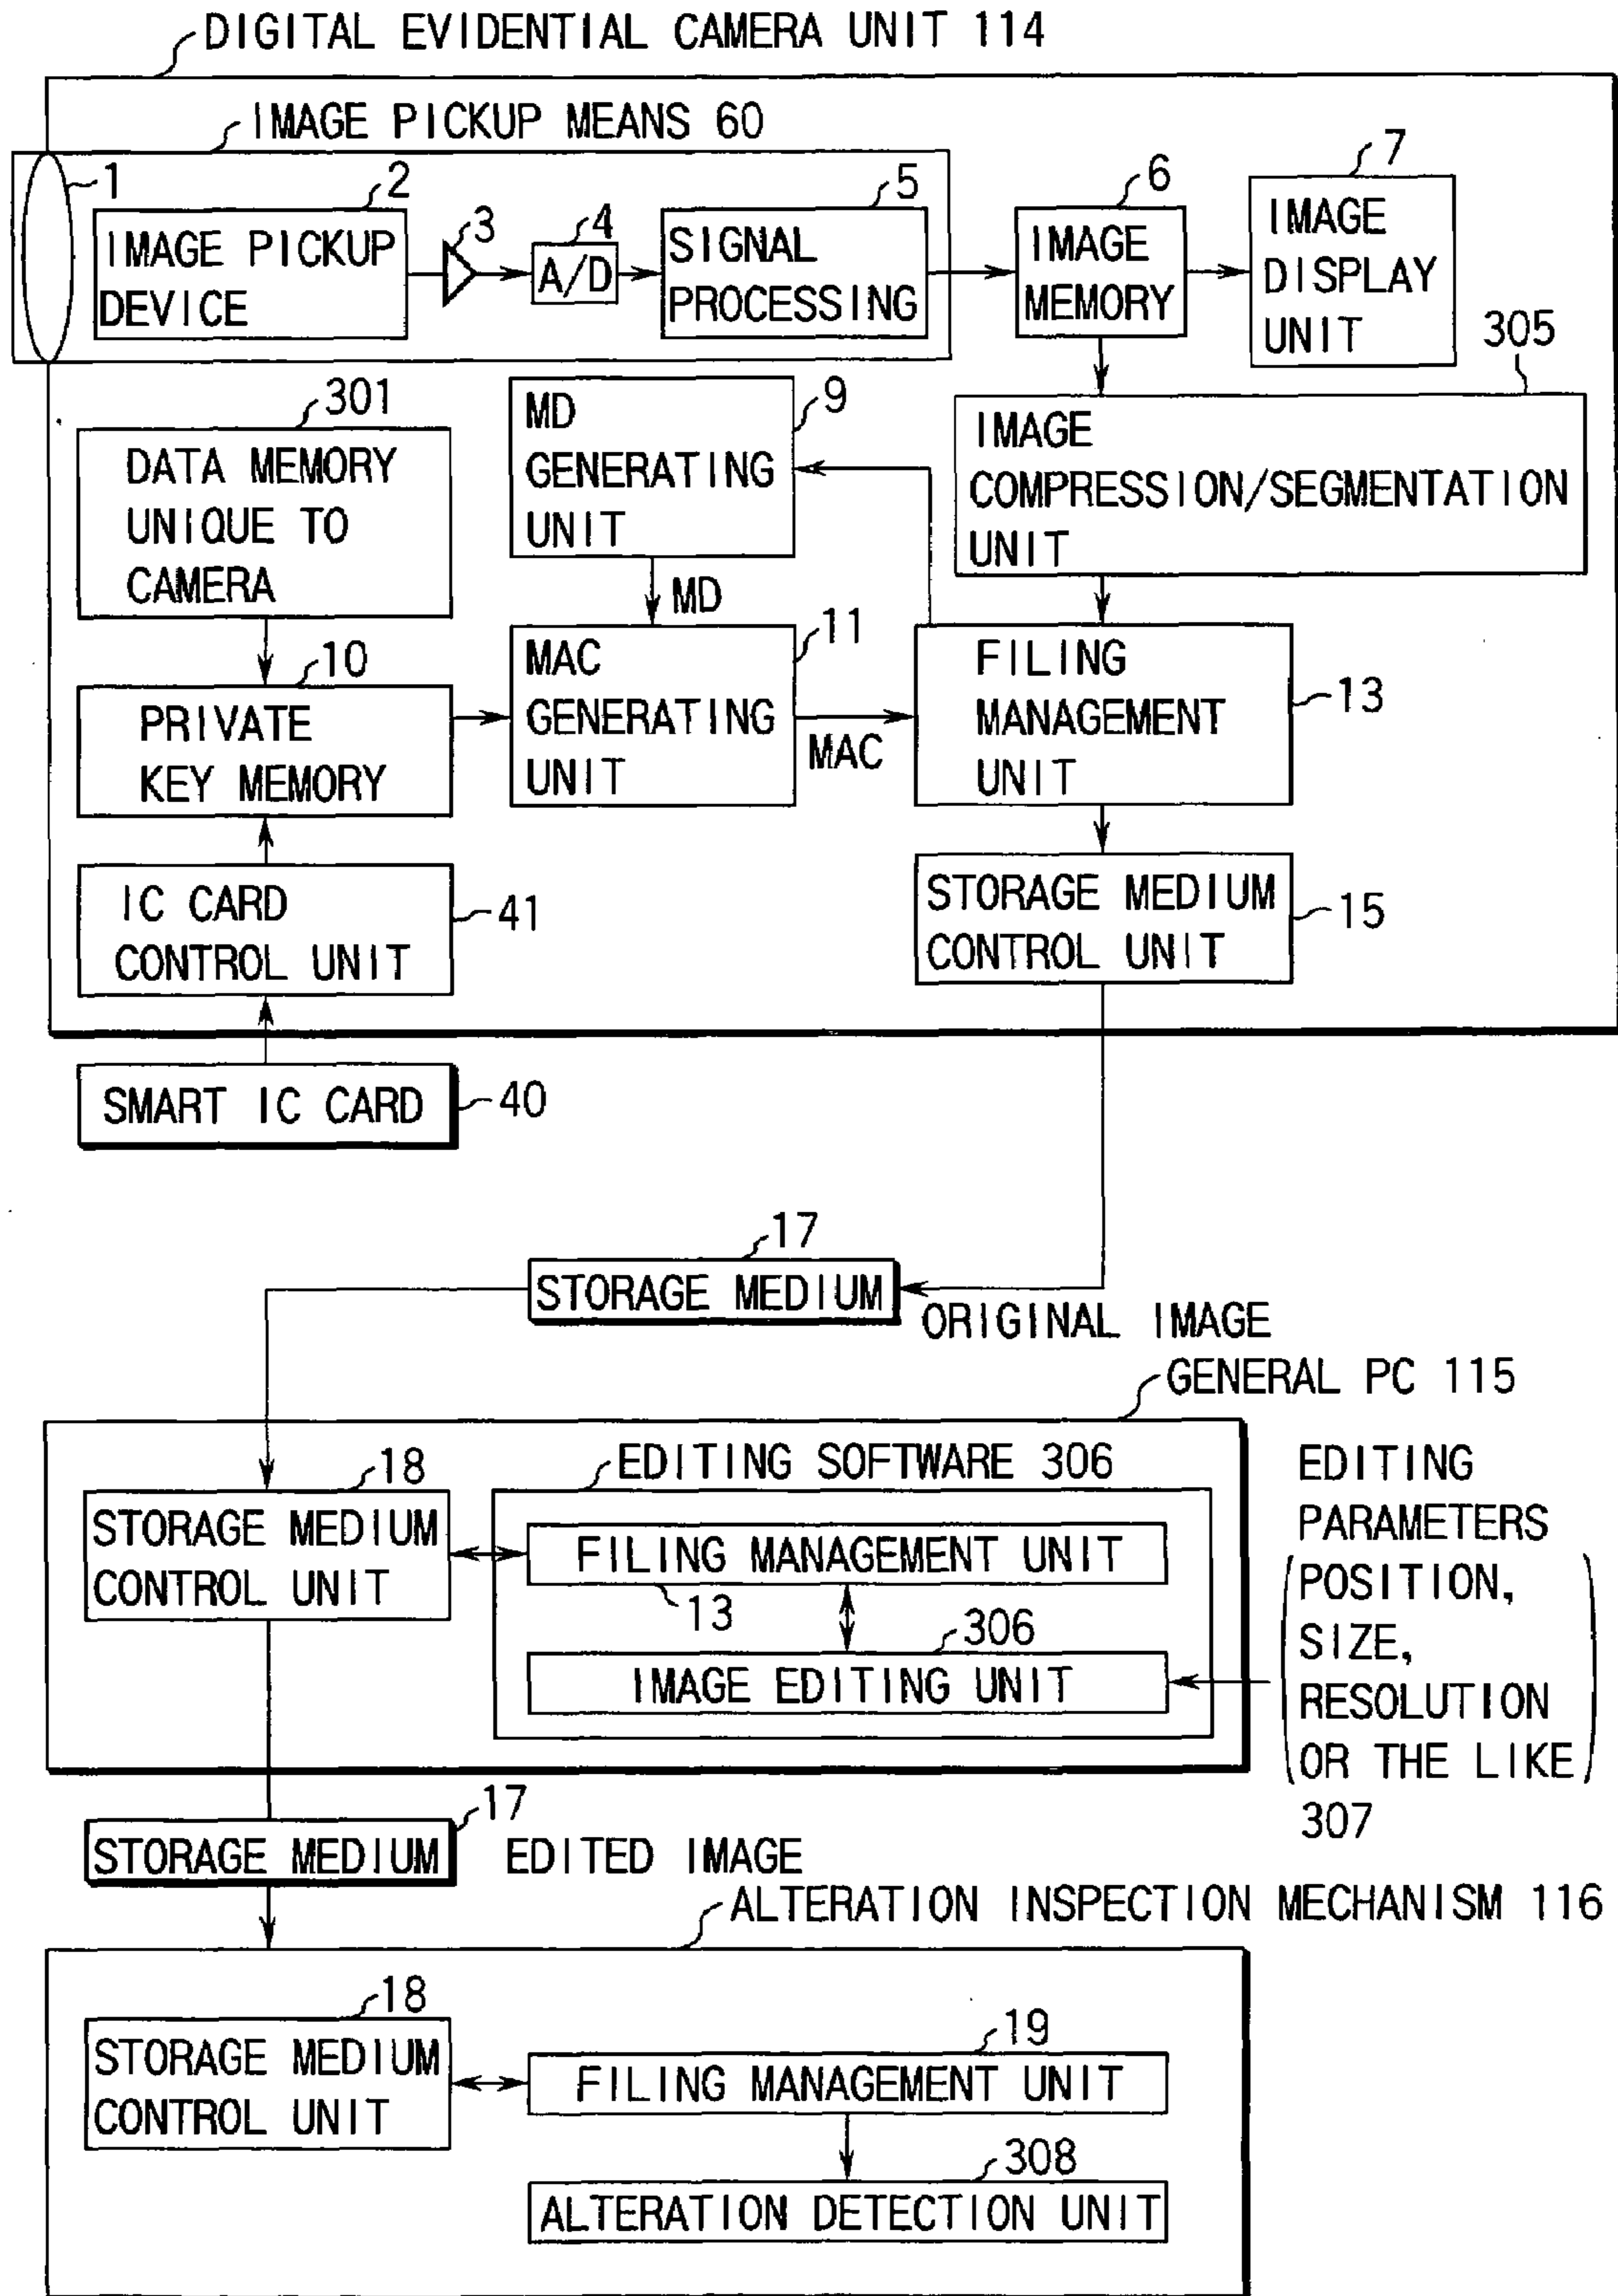 DIGITAL EVIDENTIAL CAMERA UNIT 114
IMAGE PICKUP MEANS 60
1
2
IMAGE PICKUP
DEVICE
3
4
A/D
5
SIGNAL
PROCESSING
6
IMAGE
MEMORY
7
IMAGE
DISPLAY
UNIT
301
DATA MEMORY
UNIQUE TO
CAMERA
9
MD
GENERATING
UNIT
MD
305
IMAGE
COMPRESSION/SEGMENTATION
UNIT
10
PRIVATE
KEY MEMORY
11
MAC
GENERATING
UNIT
MAC
FILING
MANAGEMENT
UNIT
13
IC CARD
CONTROL UNIT
41
STORAGE MEDIUM
CONTROL UNIT
15
SMART IC CARD
40
17
STORAGE MEDIUM
ORIGINAL IMAGE
GENERAL PC 115
18
STORAGE MEDIUM
CONTROL UNIT
EDITING SOFTWARE 306
FILING MANAGEMENT UNIT
13
306
IMAGE EDITING UNIT
EDITING
PARAMETERS
POSITION,
SIZE,
RESOLUTION
OR THE LIKE
307
17
STORAGE MEDIUM
EDITED IMAGE
ALTERATION INSPECTION MECHANISM 116
18
STORAGE MEDIUM
CONTROL UNIT
19
FILING MANAGEMENT UNIT
308
ALTERATION DETECTION UNIT